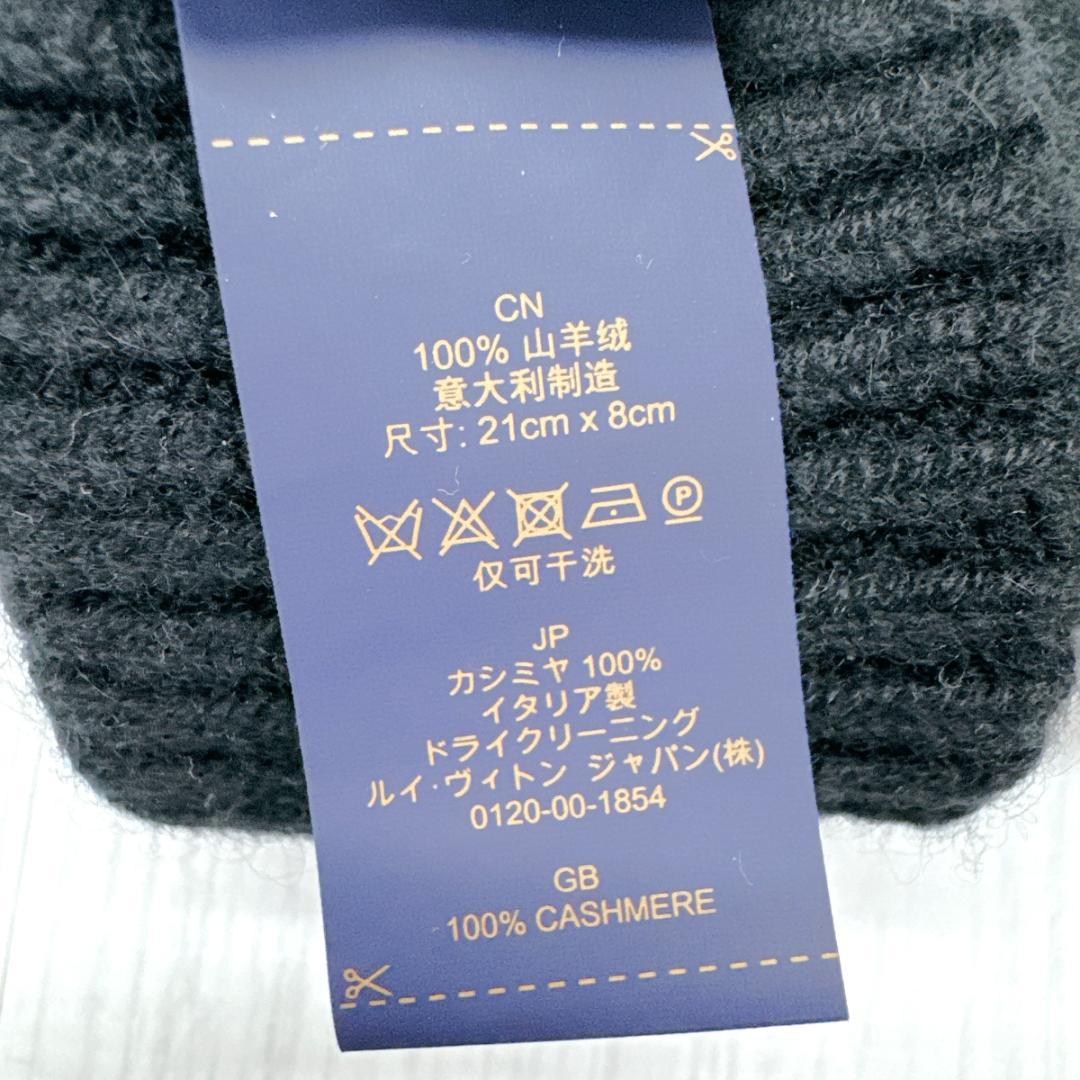 CN
100% 山羊绒
意大利制造
尺寸: 21cm x 8cm
P
仅可干洗
JP
カシミヤ 100%
イタリア製
ドライクリーニング
ルイ·ヴィトン ジャパン(株)
0120-00-1854
GB
100% CASHMERE